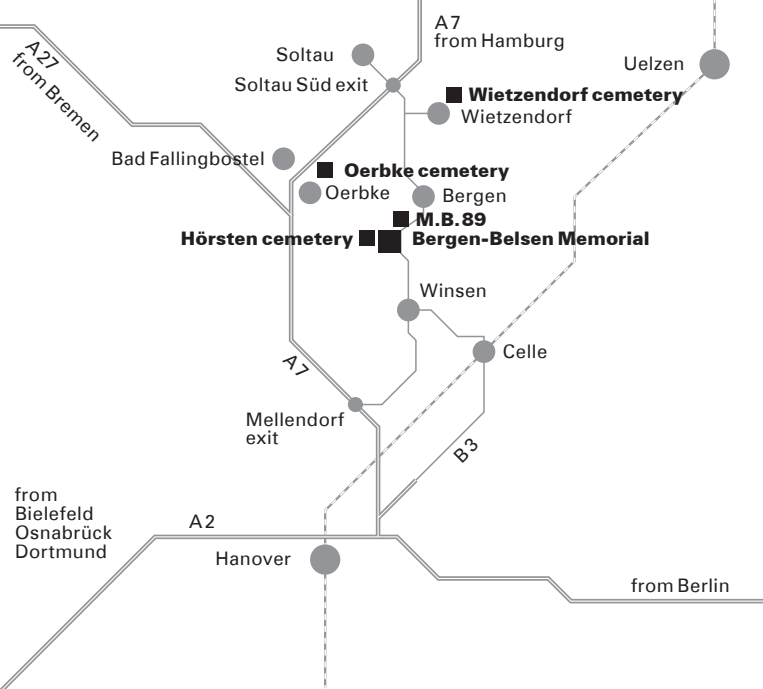 A7
from Hamburg
Soltau
Uelzen
Soltau Süd exit
A27
from Bremen
Wietzendorf cemetery
Wietzendorf
Bad Fallingbostel
Oerbke cemetery
Oerbke
Bergen
M.B.89
Hörsten cemetery
Bergen-Belsen Memorial
Winsen
Celle
A7
Mellendorf
exit
B3
from
Bielefeld
Osnabrück
Dortmund
A2
Hanover
from Berlin